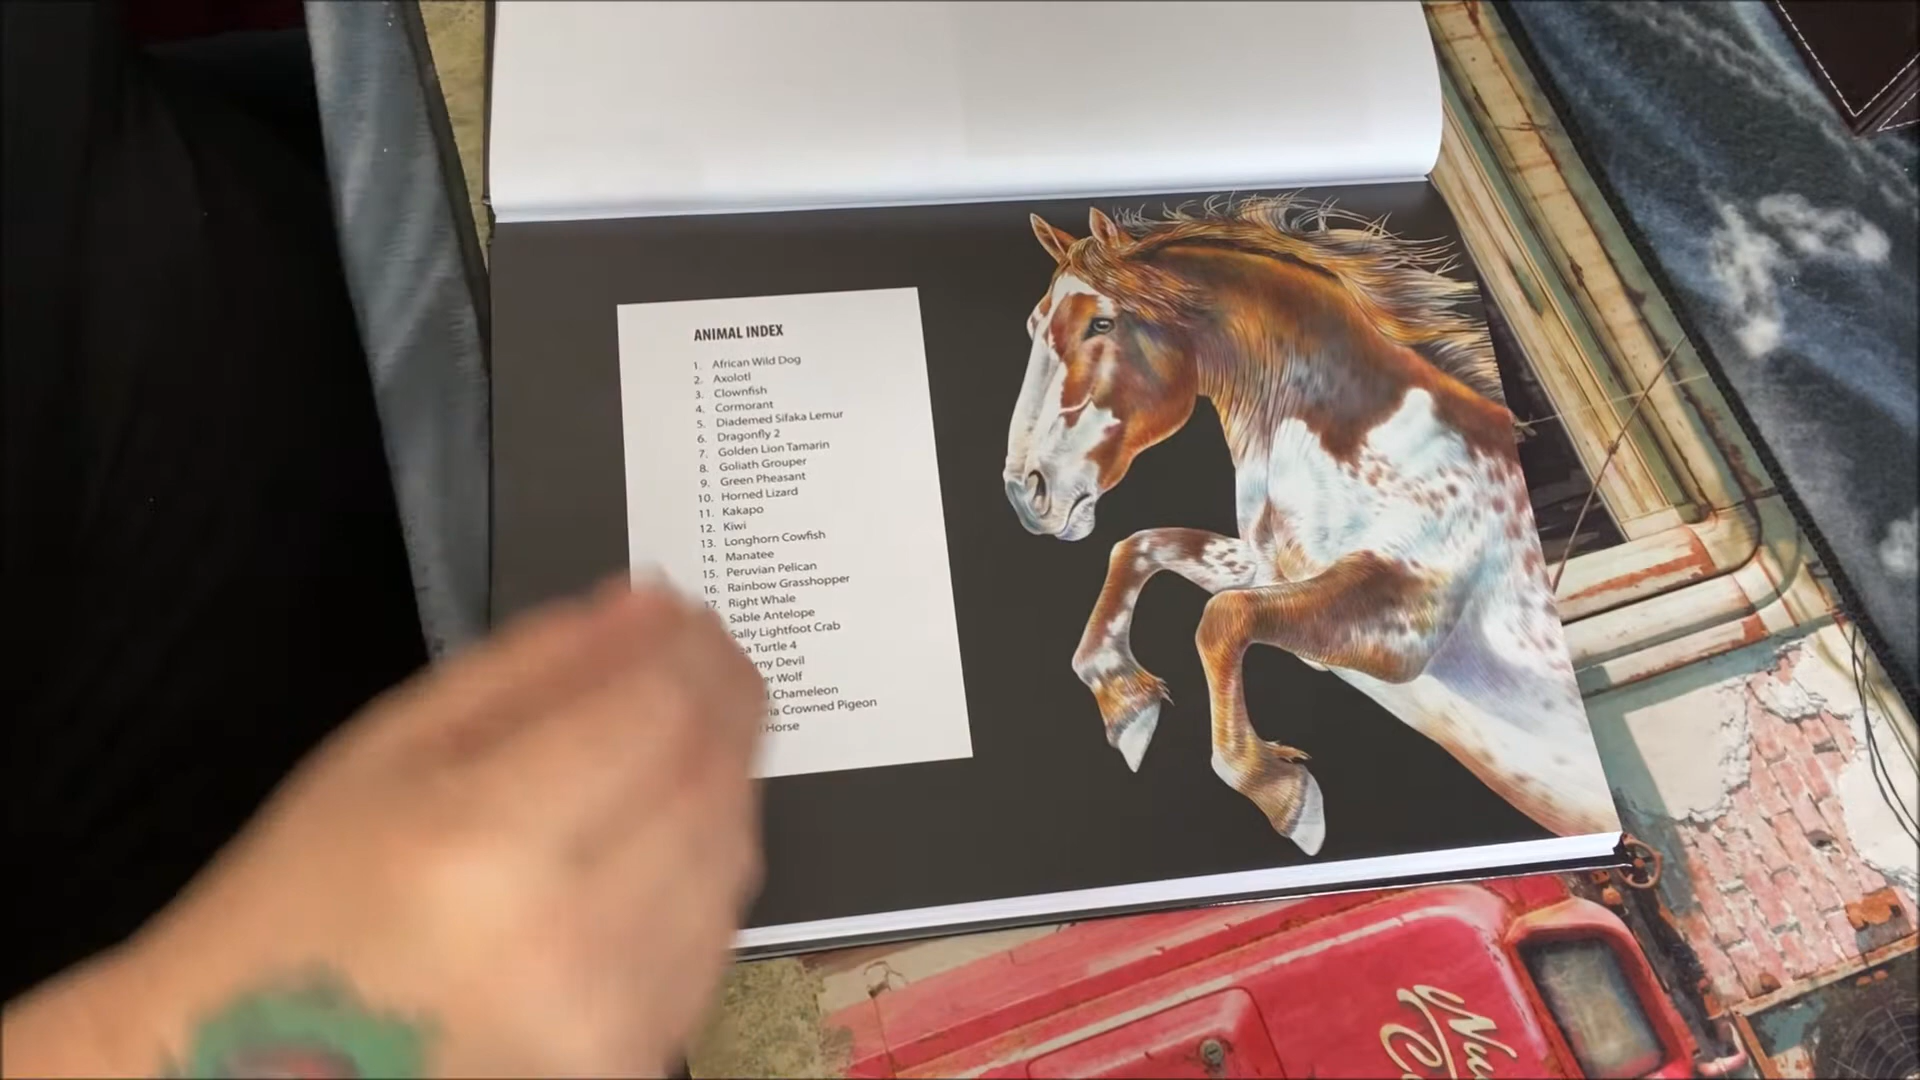 ANIMAL INDEX
1. African Wild Dog
2. Axolotl
3. Clownfish
4. Cormorant
5. Diademed Sifaka Lemur
6. Dragonfly 2
7. Golden Lion Tamarin
8. Goliath Grouper
9. Green Pheasant
10. Horned Lizard
11. Kakapo
12. Kiwi
13. Longhorn Cowfish
14. Manatee
15. Peruvian Pelican
16. Rainbow Grasshopper
17. Right Whale
Sable Antelope
Sally Lightfoot Crab
Turtle 4
Devil
Wolf
Chameleon
Crowned Pigeon
Horse